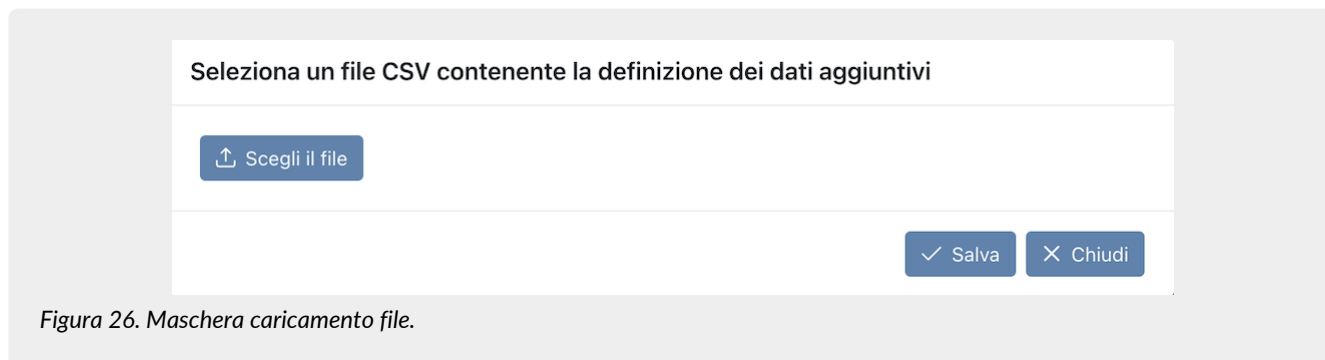 Seleziona un file CSV contenente la definizione dei dati aggiuntivi
Scegli il file
Salva
Chiudi
Figura 26. Maschera caricamento file.